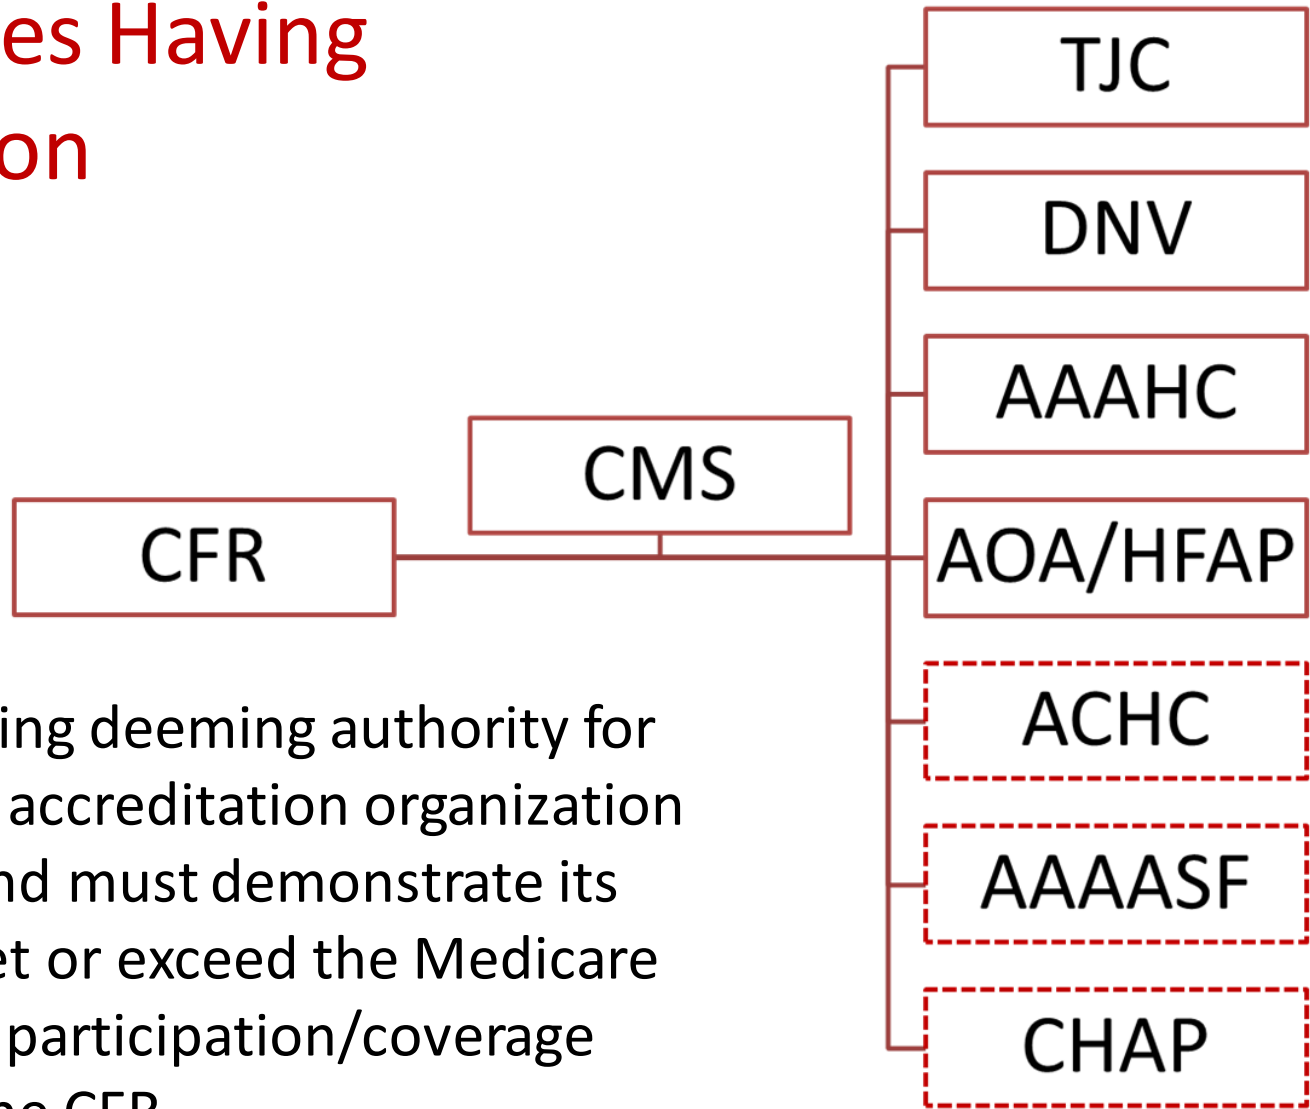 es Having
on
TJC
DNV
AAAHC
CMS
CFR
AOA/HFAP
ACHC
AAAASF
CHAP
ing deeming authority for
accreditation organization
nd must demonstrate its
et or exceed the Medicare
participation/coverage
CFR